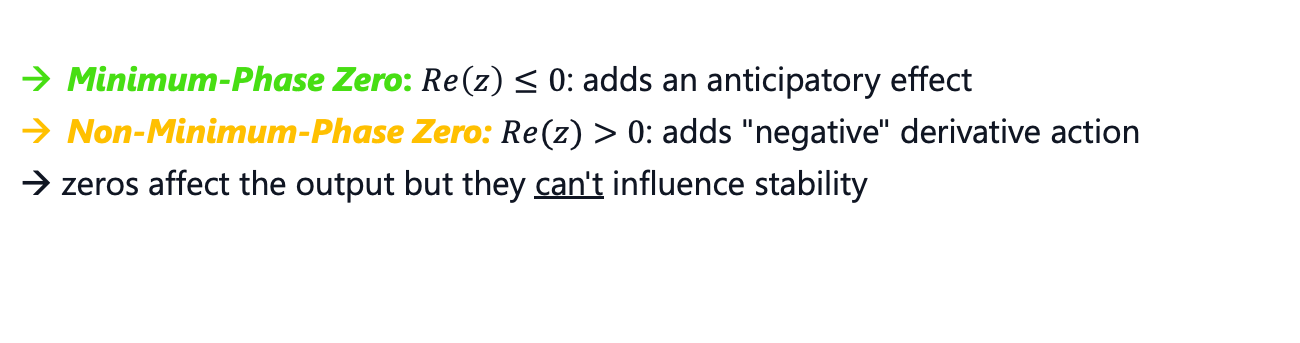 → Minimum-Phase Zero: Re(z) ≤ 0: adds an anticipatory effect
→ Non-Minimum-Phase Zero: Re(z) > 0: adds "negative" derivative action
→ zeros affect the output but they can't influence stability